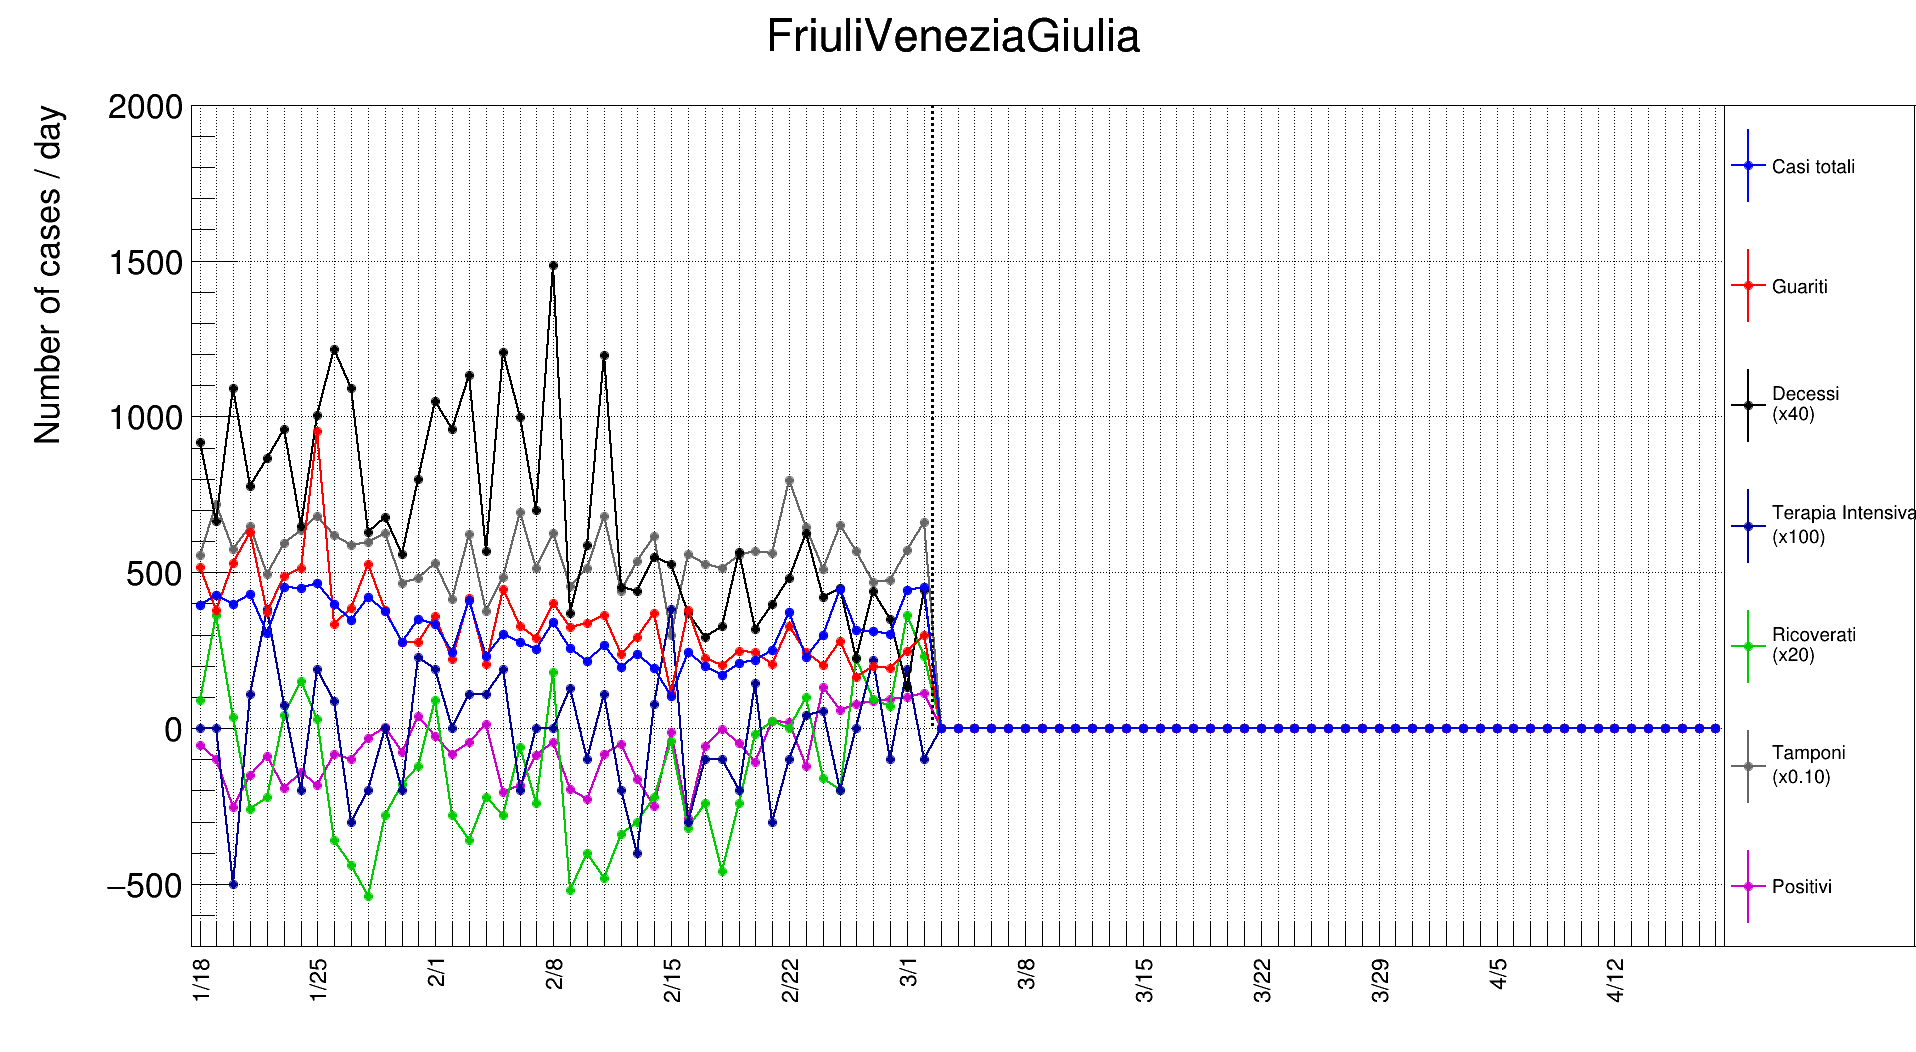 FriuliVeneziaGiulia
Number of cases / day
2000
1500
1000
500
0
−500
1/18
1/25
2/1
2/8
2/15
2/22
3/1
3/8
3/15
3/22
3/29
4/5
4/12
Casi totali
Guariti
Decessi
(x40)
Terapia Intensiva
(x100)
Ricoverati
(x20)
Tamponi
(x0.10)
Positivi